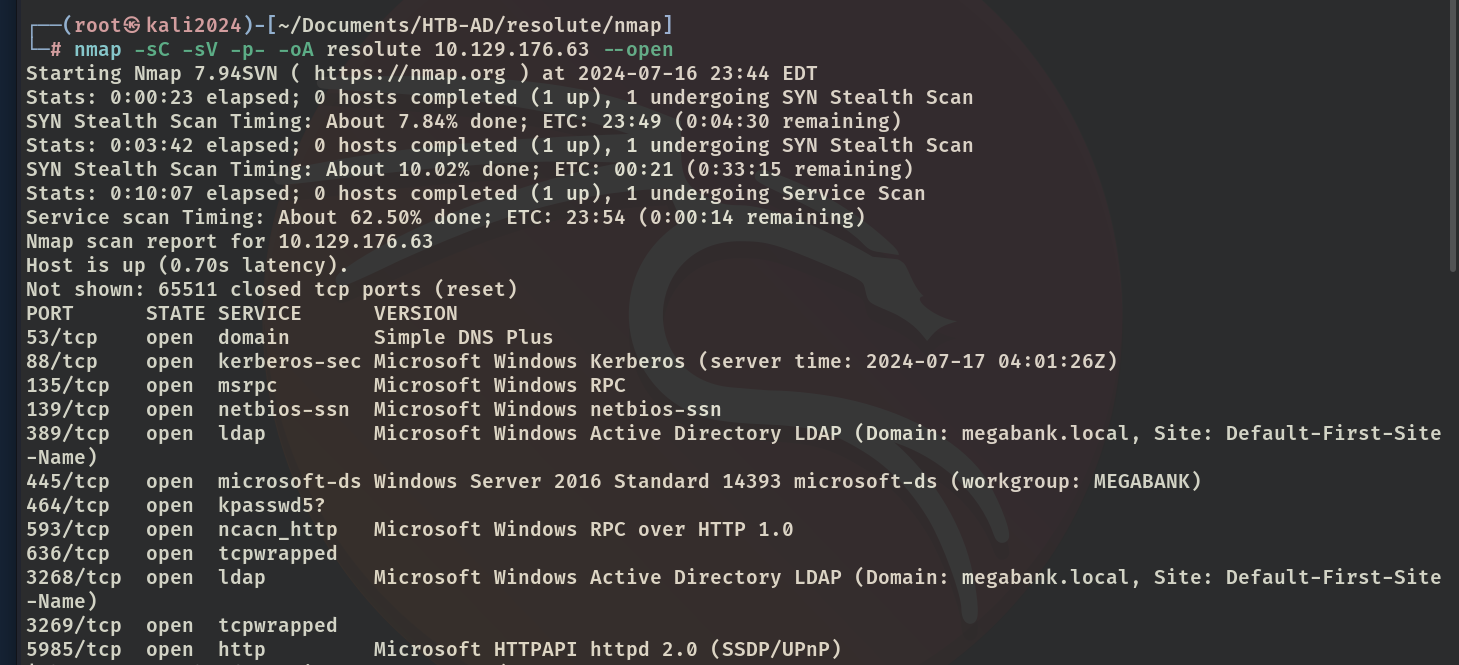 ┌──(root㉿kali2024)-[~/Documents/HTB-AD/resolute/nmap]
└─# nmap -sC -sV -p- -oA resolute 10.129.176.63 --open
Starting Nmap 7.94SVN ( https://nmap.org ) at 2024-07-16 23:44 EDT
Stats: 0:00:23 elapsed; 0 hosts completed (1 up), 1 undergoing SYN Stealth Scan
SYN Stealth Scan Timing: About 7.84% done; ETC: 23:49 (0:04:30 remaining)
Stats: 0:03:42 elapsed; 0 hosts completed (1 up), 1 undergoing SYN Stealth Scan
SYN Stealth Scan Timing: About 10.02% done; ETC: 00:21 (0:33:15 remaining)
Stats: 0:10:07 elapsed; 0 hosts completed (1 up), 1 undergoing Service Scan
Service scan Timing: About 62.50% done; ETC: 23:54 (0:00:14 remaining)
Nmap scan report for 10.129.176.63
Host is up (0.70s latency).
Not shown: 65511 closed tcp ports (reset)
PORT      STATE SERVICE      VERSION
53/tcp    open  domain       Simple DNS Plus
88/tcp    open  kerberos-sec Microsoft Windows Kerberos (server time: 2024-07-17 04:01:26Z)
135/tcp   open  msrpc        Microsoft Windows RPC
139/tcp   open  netbios-ssn  Microsoft Windows netbios-ssn
389/tcp   open  ldap         Microsoft Windows Active Directory LDAP (Domain: megabank.local, Site: Default-First-Site
-Name)
445/tcp   open  microsoft-ds Windows Server 2016 Standard 14393 microsoft-ds (workgroup: MEGABANK)
464/tcp   open  kpasswd5?
593/tcp   open  ncacn_http   Microsoft Windows RPC over HTTP 1.0
636/tcp   open  tcpwrapped
3268/tcp  open  ldap         Microsoft Windows Active Directory LDAP (Domain: megabank.local, Site: Default-First-Site
-Name)
3269/tcp  open  tcpwrapped
5985/tcp  open  http         Microsoft HTTPAPI httpd 2.0 (SSDP/UPnP)